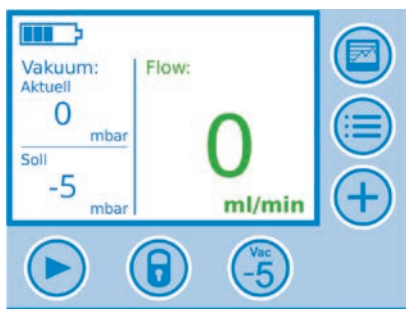 Vakuum:
Aktuell
0
mbar
Soll
-5
mbar
Flow:
0
ml/min
Vac
-5